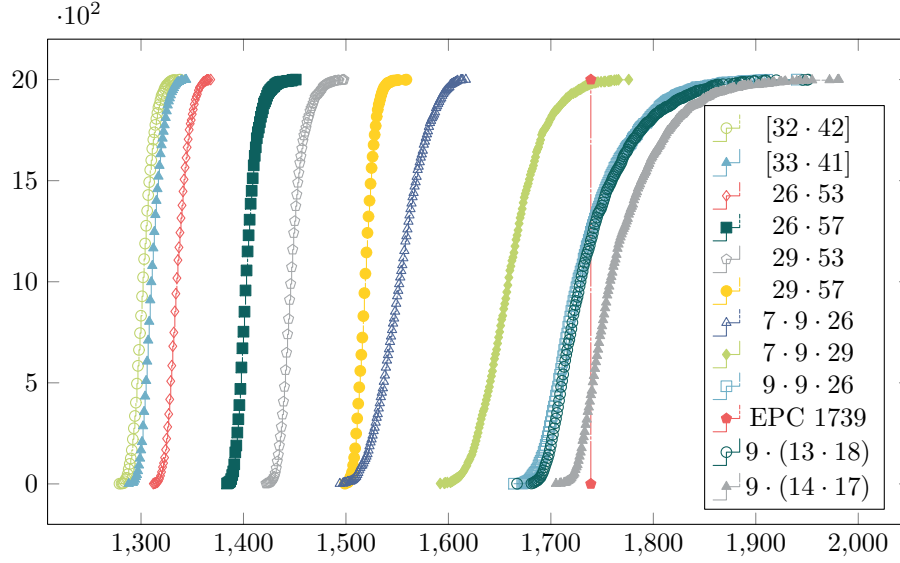 ·10²
20
15
10
5
0
1,300 1,400 1,500 1,600 1,700 1,800 1,900 2,000
[32 · 42]
[33 · 41]
26 · 53
26 · 57
29 · 53
29 · 57
7 · 9 · 26
7 · 9 · 29
9 · 9 · 26
EPC 1739
9 · (13 · 18)
9 · (14 · 17)